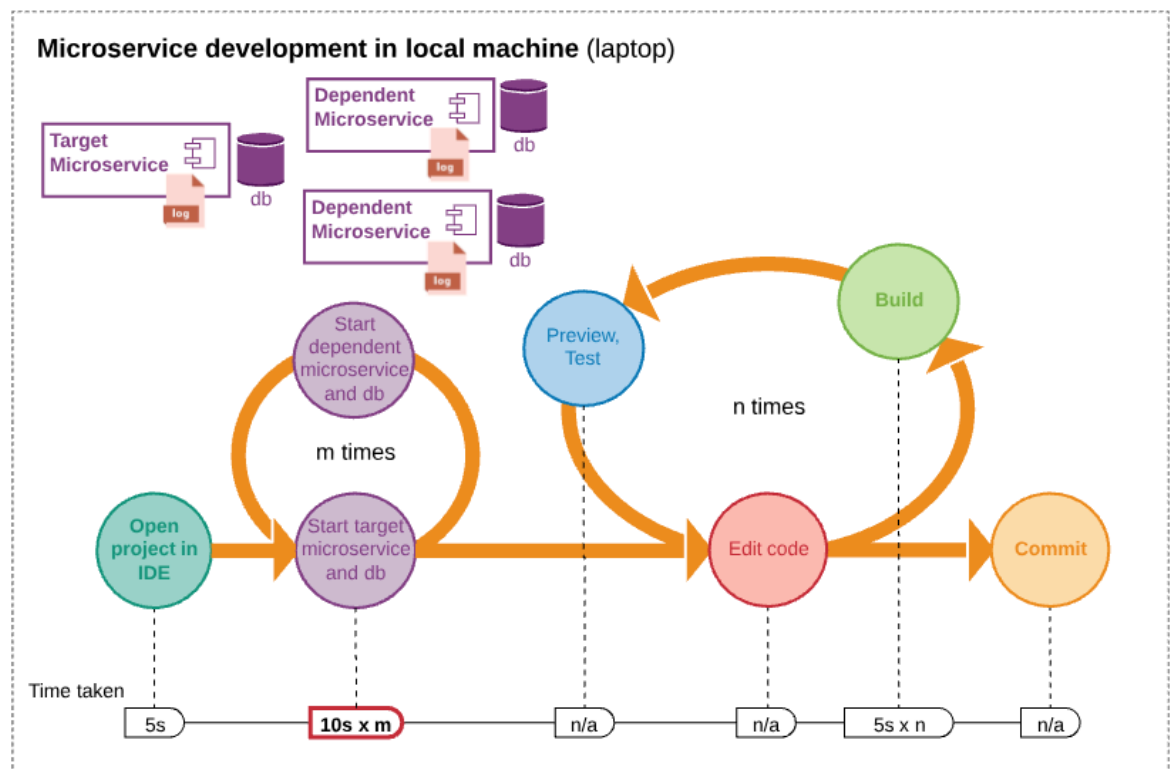 Microservice development in local machine (laptop)
Target
Microservice
log
db
Dependent
Microservice
log
db
Dependent
Microservice
log
db
Start
dependent
microservice
and db
m times
Preview,
Test
Build
n times
Open
project in
IDE
Start target
microservice
and db
Edit code
Commit
Time taken
5s
10s x m
n/a
n/a
5s x n
n/a